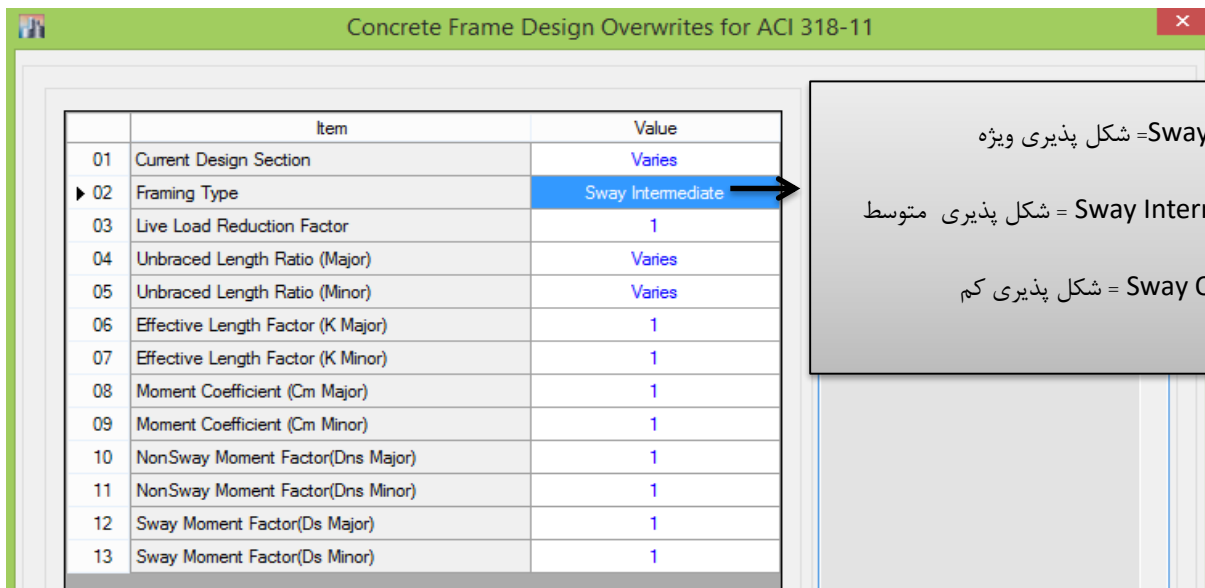 Concrete Frame Design Overwrites for ACI 318-11
Item Value
01 Current Design Section Varies
02 Framing Type Sway Intermediate
03 Live Load Reduction Factor 1
04 Unbraced Length Ratio (Major) Varies
05 Unbraced Length Ratio (Minor) Varies
06 Effective Length Factor (K Major) 1
07 Effective Length Factor (K Minor) 1
08 Moment Coefficient (Cm Major) 1
09 Moment Coefficient (Cm Minor) 1
10 NonSway Moment Factor(Dns Major) 1
11 NonSway Moment Factor(Dns Minor) 1
12 Sway Moment Factor(Ds Major) 1
13 Sway Moment Factor(Ds Minor) 1
Sway= شکل پذیری ویژه
Sway = شکل پذیری متوسط
Sway = شکل پذیری کم